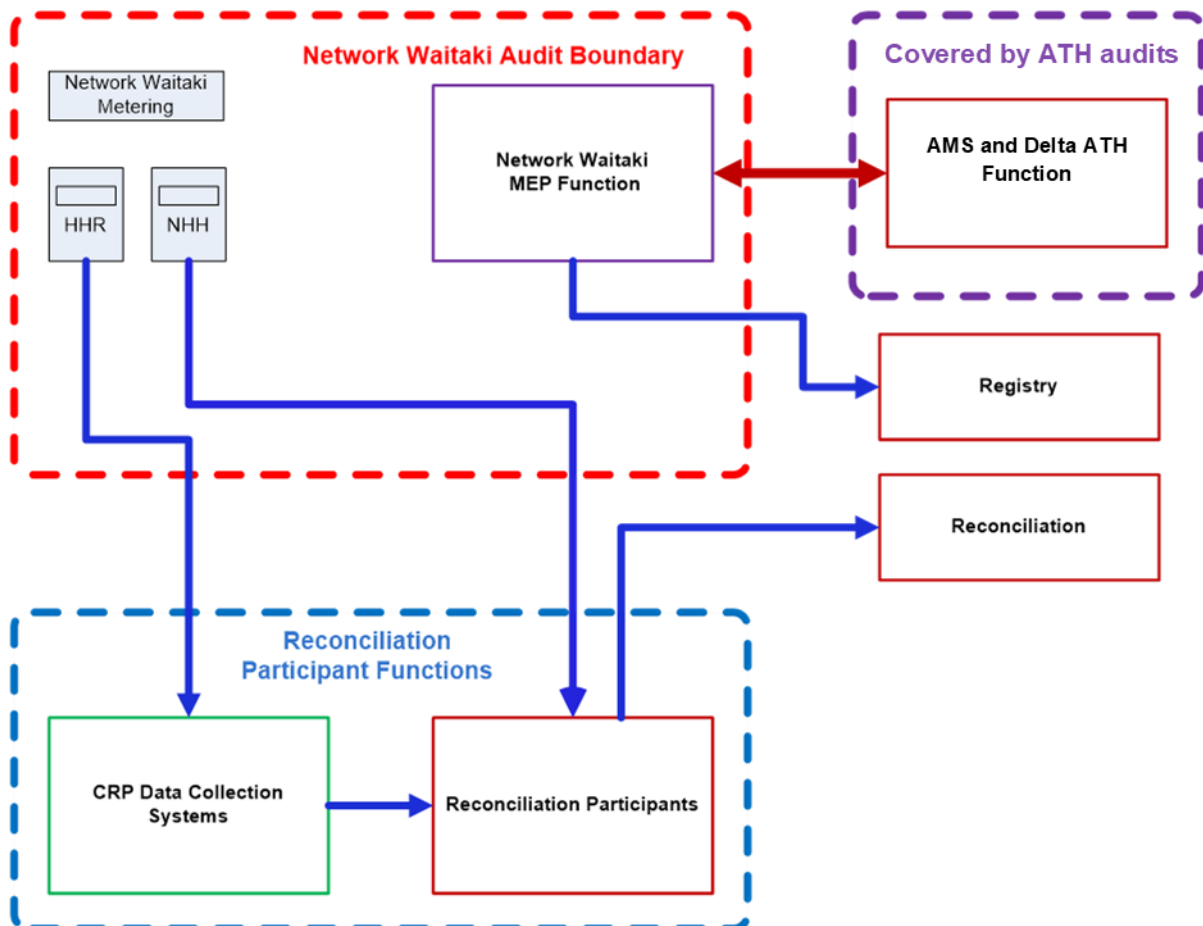 Network Waitaki Audit Boundary
Covered by ATH audits
Network Waitaki
Metering
HHR
NHH
Network Waitaki
MEP Function
AMS and Delta ATH
Function
Registry
Reconciliation
Reconciliation
Participant Functions
CRP Data Collection
Systems
Reconciliation Participants